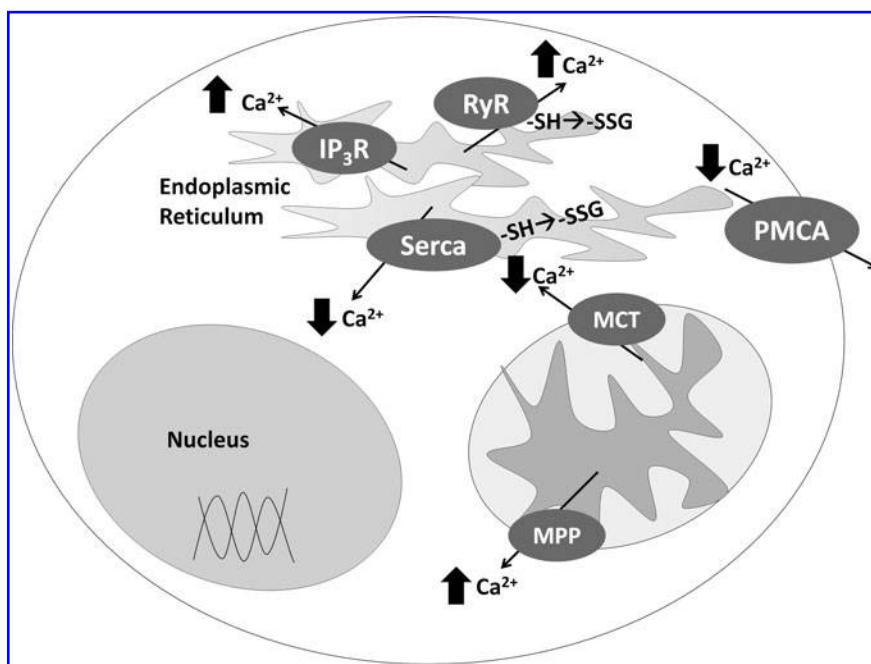 Ca²⁺
Ca²⁺
RyR
-SH→-SSG
IP₃R
Ca²⁺
Endoplasmic
Reticulum
PMCA
-SH→-SSG
Serca
Ca²⁺
Ca²⁺
MCT
Nucleus
MPP
Ca²⁺